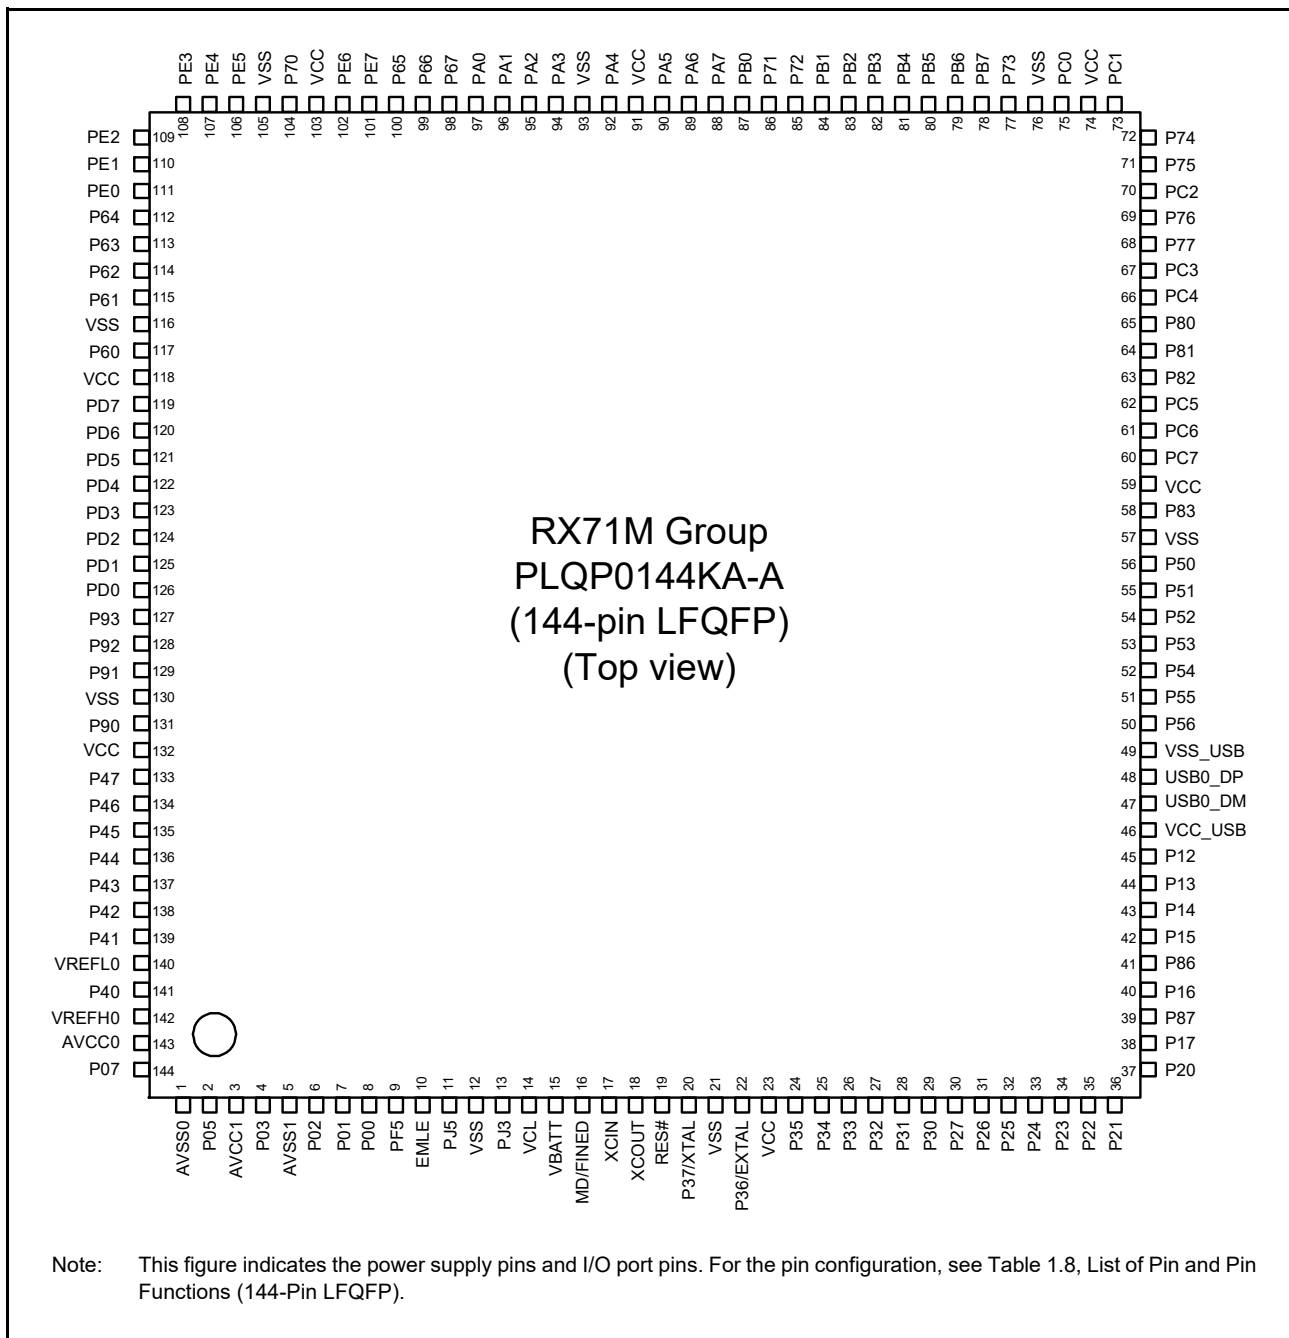 PE3 PE4 PE5 VSS P70 VCC PE6 PE7 P65 P66 P67 PA0 PA1 PA2 PA3 VSS PA4 VCC PA5 PA6 PA7 PB0 P71 P72 PB1 PB2 PB3 PB4 PB5 PB6 PB7 P73 VSS PC0 VCC PC1
108 107 106 105 104 103 102 101 100 99 98 97 96 95 94 93 92 91 90 89 88 87 86 85 84 83 82 81 80 79 78 77 76 75 74 73
PE2 109 72 P74
PE1 110 71 P75
PE0 111 70 PC2
P64 112 69 P76
P63 113 68 P77
P62 114 67 PC3
P61 115 66 PC4
VSS 116 65 P80
P60 117 64 P81
VCC 118 63 P82
PD7 119 62 PC5
PD6 120 61 PC6
PD5 121 60 PC7
PD4 122 59 VCC
PD3 123 58 P83
PD2 124 57 VSS
PD1 125 56 P50
PD0 126 55 P51
P93 127 54 P52
P92 128 53 P53
P91 129 52 P54
VSS 130 51 P55
P90 131 50 P56
VCC 132 49 VSS_USB
P47 133 48 USB0_DP
P46 134 47 USB0_DM
P45 135 46 VCC_USB
P44 136 45 P12
P43 137 44 P13
P42 138 43 P14
P41 139 42 P15
VREFL0 140 41 P86
P40 141 40 P16
VREFH0 142 39 P87
AVCC0 143 38 P17
P07 144 37 P20
RX71M Group
PLQP0144KA-A
(144-pin LFQFP)
(Top view)
1 2 3 4 5 6 7 8 9 10 11 12 13 14 15 16 17 18 19 20 21 22 23 24 25 26 27 28 29 30 31 32 33 34 35 36
AVSS0 P05 AVCC1 P03 AVSS1 P02 P01 P00 PF5 EMLE PJ5 VSS PJ3 VCL VBATT MD/FINED XCIN XCOUT RES# P37/XTAL VSS P36/EXTAL VCC P35 P34 P33 P32 P31 P30 P27 P26 P25 P24 P23 P22 P21
Note: This figure indicates the power supply pins and I/O port pins. For the pin configuration, see Table 1.8, List of Pin and Pin
Functions (144-Pin LFQFP).